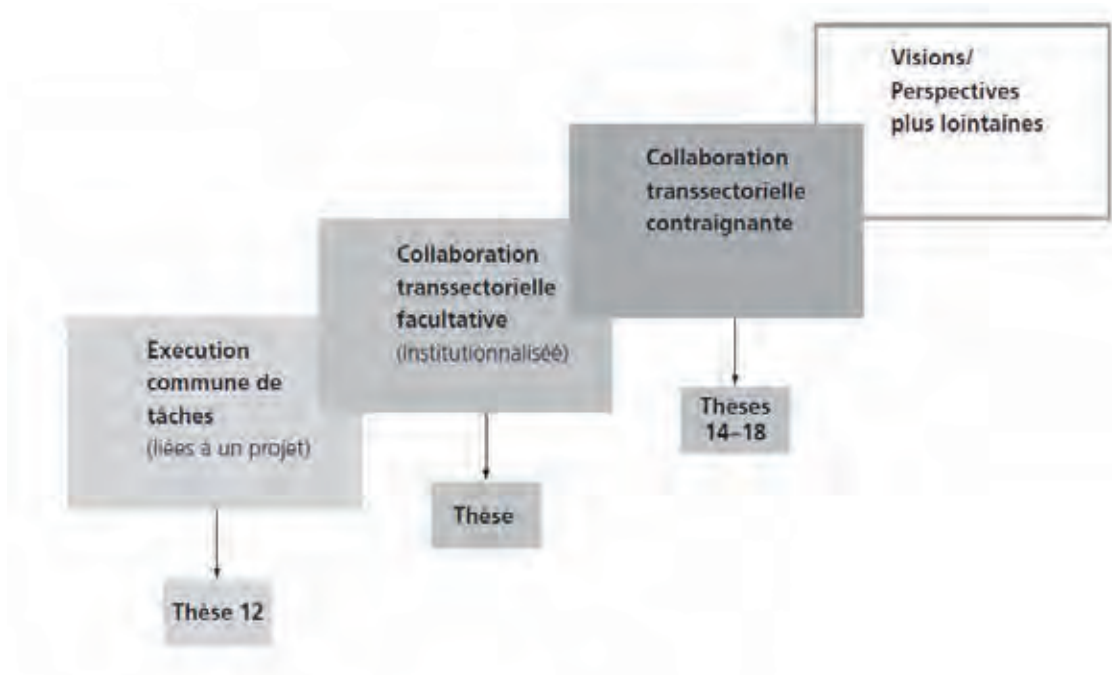 Visions/
Perspectives
plus lointaines
Collaboration
transsectorielle
contraignante
Collaboration
transsectorielle
facultative
(institutionnaliséé)
Execution
commune de
tâches
(liées à un projet)
Thèses
14–18
Thèse
Thèse 12